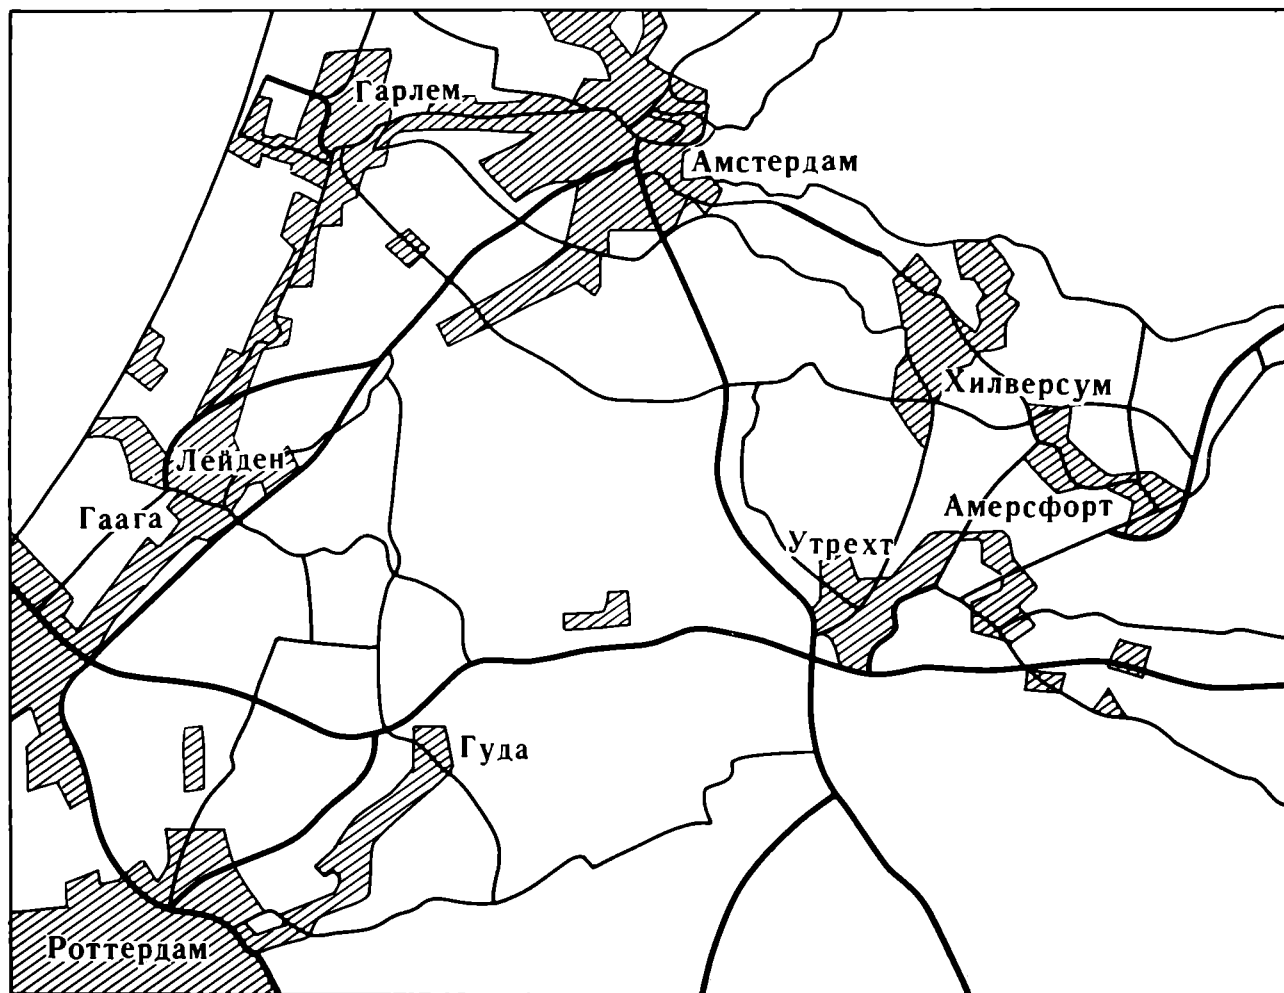 Гарлем
Амстердам
Хилверсум
Лейден
Амерсфорт
Гаага
Утрехт
Гуда
Роттердам